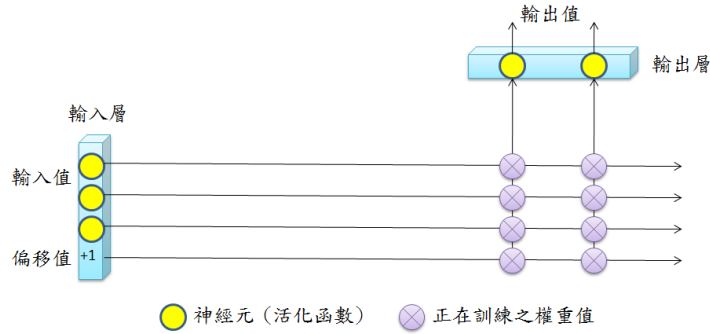 輸出值
輸出層
輸入層
輸入值
偏移值
+1
神經元（活化函數）
正在訓練之權重值